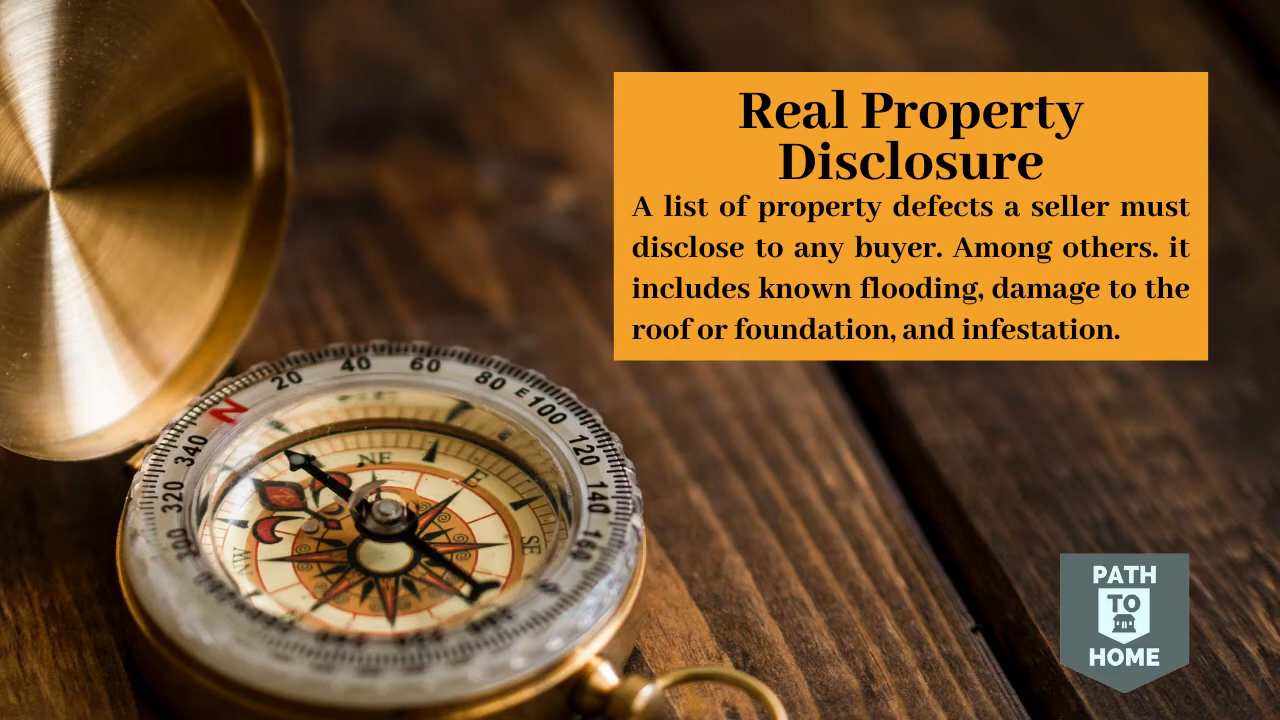 Real Property
Disclosure
A list of property defects a seller must
disclose to any buyer. Among others. it
includes known flooding, damage to the
roof or foundation, and infestation.
20 40 60 80 E 100 120 140 160
N
340
320
NE
E
SE
NW
PATH
TO
HOME